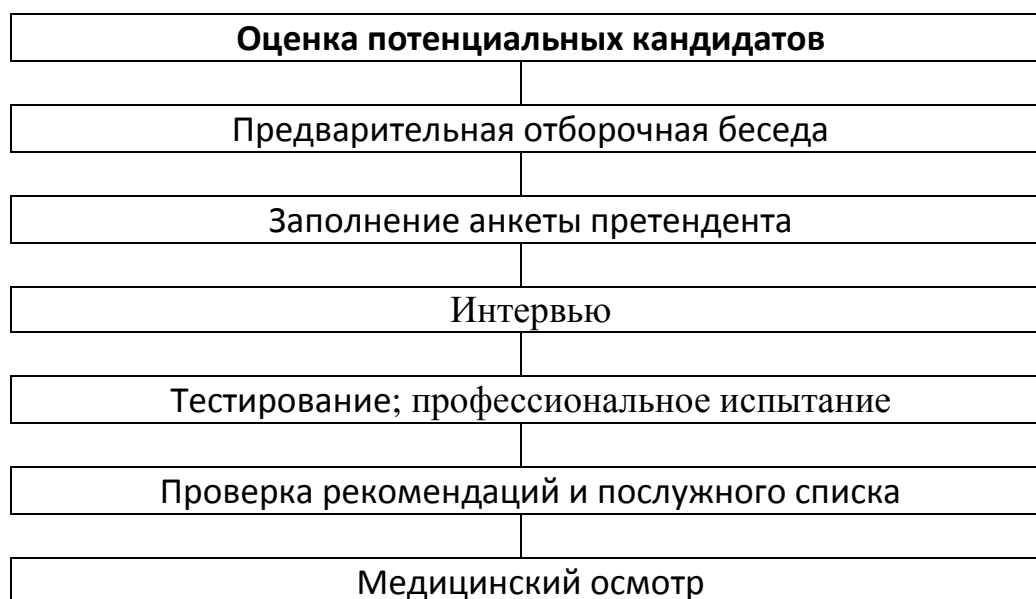 Оценка потенциальных кандидатов
Предварительная отборочная беседа
Заполнение анкеты претендента
Интервью
Тестирование; профессиональное испытание
Проверка рекомендаций и послужного списка
Медицинский осмотр